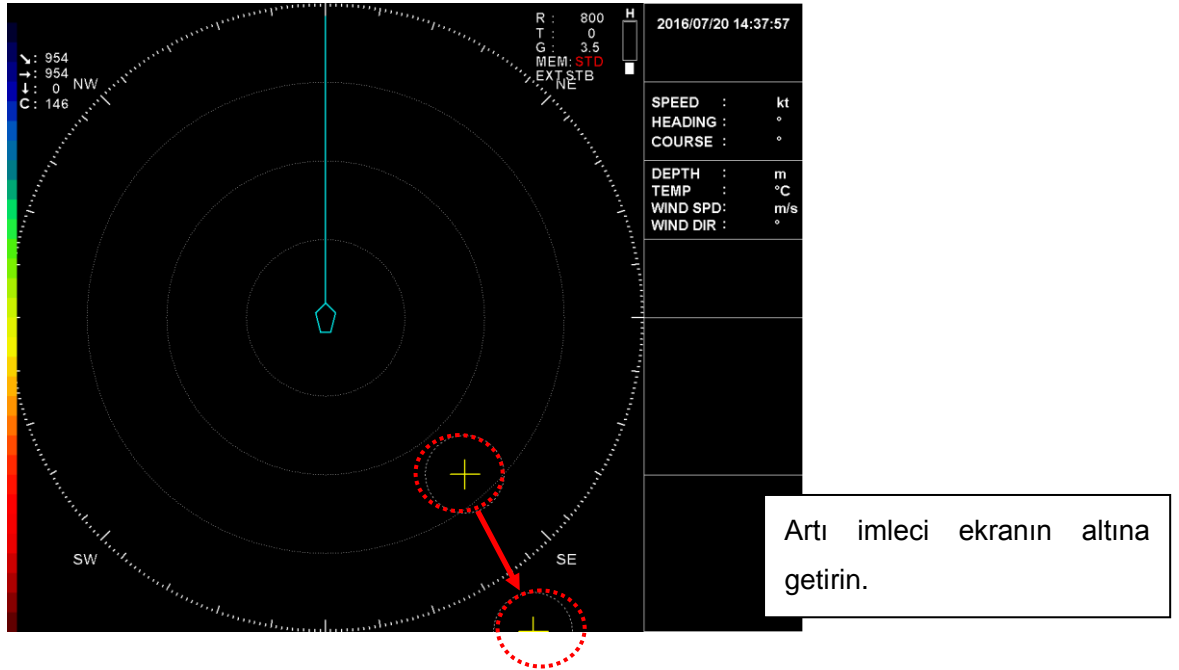 R : 800
T : 0
G : 3.5
MEM: STD
EXT.STB
H
2016/07/20 14:37:57
↘: 954
→: 954
↓: 0
C: 146
NW
NE
SPEED : kt
HEADING : °
COURSE : °
DEPTH : m
TEMP : °C
WIND SPD: m/s
WIND DIR : °
SW
SE
Artı imleci ekranın altına
getirin.